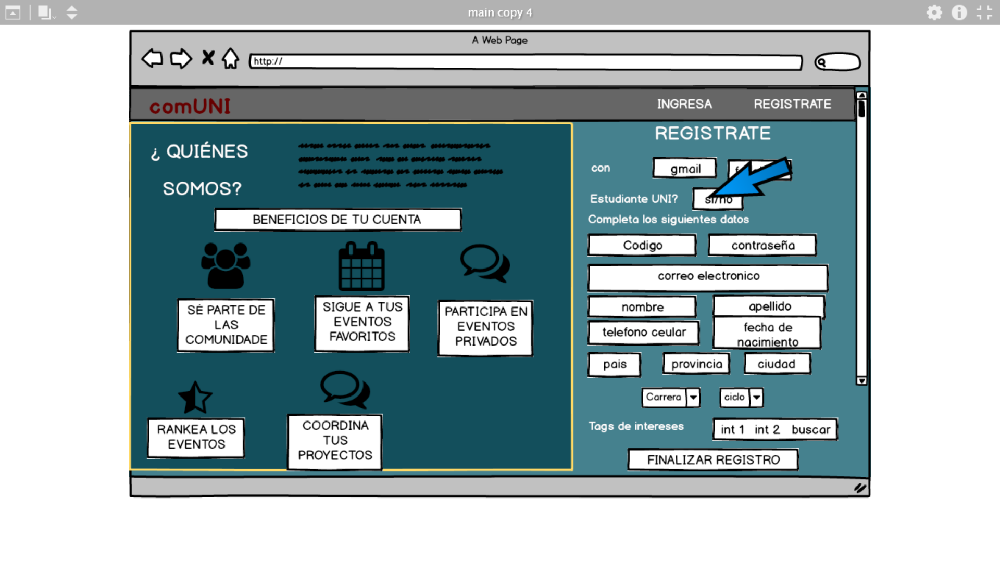 main copy 4
A Web Page
http://
comUNI
INGRESA REGISTRATE
¿ QUIÉNES
SOMOS?
BENEFICIOS DE TU CUENTA
SÉ PARTE DE
LAS
COMUNIDADE
SIGUE A TUS
EVENTOS
FAVORITOS
PARTICIPA EN
EVENTOS
PRIVADOS
RANKEA LOS
EVENTOS
COORDINA
TUS
PROYECTOS
REGISTRATE
con gmail
Estudiante UNI? si/no
Completa los siguientes datos
Codigo contraseña
correo electronico
nombre apellido
telefono ceular
fecha de
nacimiento
pais provincia ciudad
Carrera ciclo
Tags de intereses int 1 int 2 buscar
FINALIZAR REGISTRO